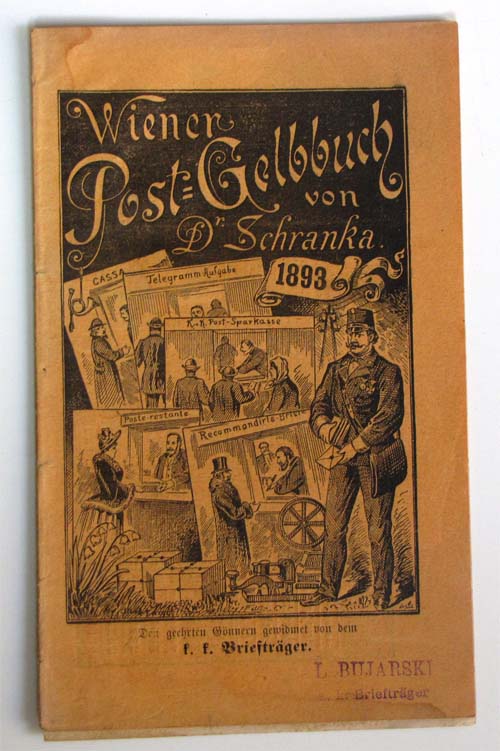 Wiener
Post-Gelbbuch
von
Dr. Schranka.
1893
CASSA
Telegramm Aufgabe
K.k. Post-Sparkasse
Poste restante
Recommandirte Briefe
Den geehrten Gönnern gewidmet von dem
k. k. Briefträger.
L. BUJARSKI
k. k. Briefträger